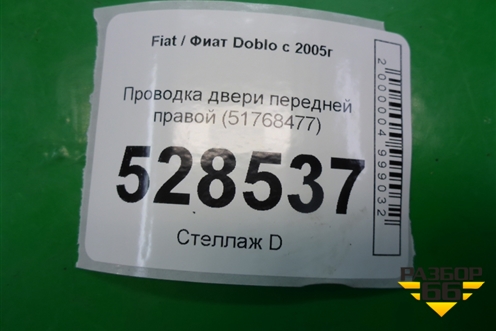 Fiat / Фиат Doblo с 2005г
Проводка двери передней
правой (51768477)
528537
Стеллаж D
2000004999032
РАЗБОР
66